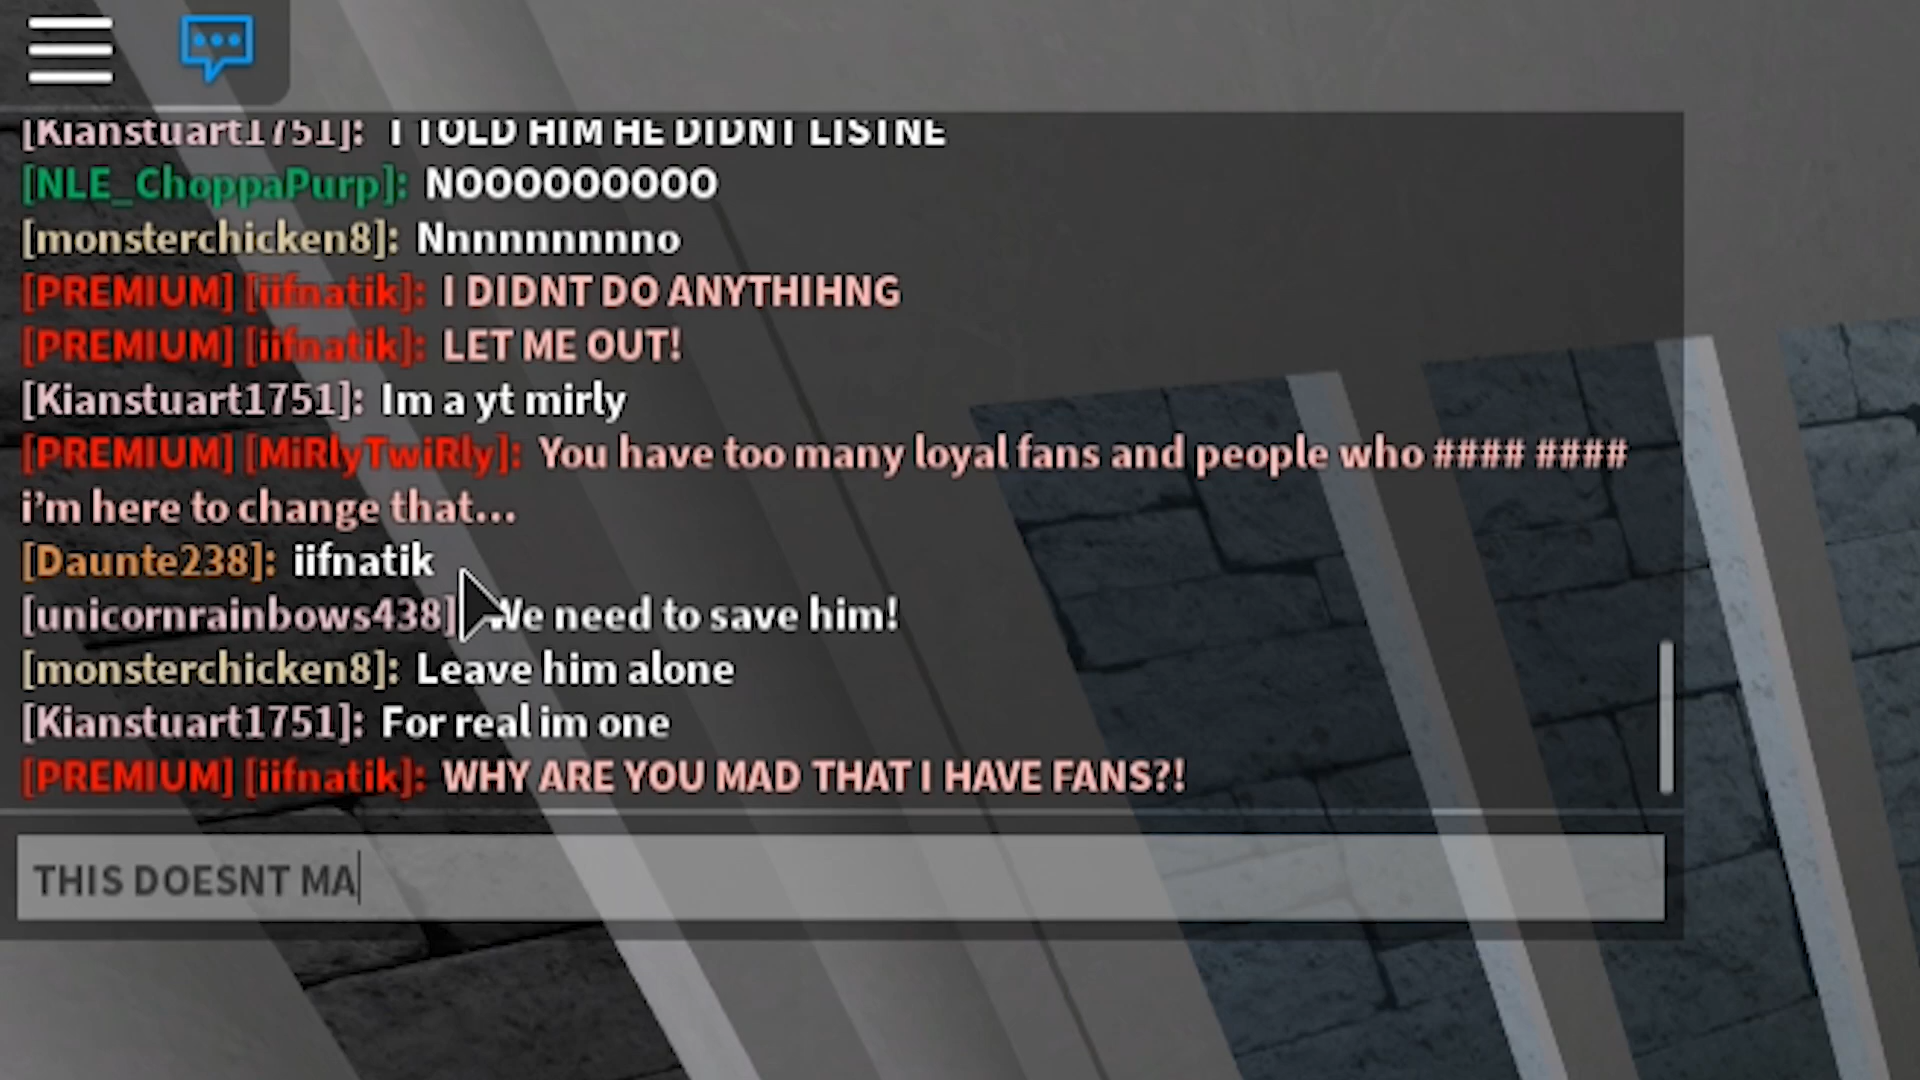 [Kianstuart1751]: I TOLD HIM HE DIDNT LISTNE
[NLE_ChoppaPurp]: NOOOOOOOOO
[monsterchicken8]: Nnnnnnnnnno
[PREMIUM] [iifnatik]: I DIDNT DO ANYTHIHNG
[PREMIUM] [iifnatik]: LET ME OUT!
[Kianstuart1751]: Im a yt mirly
[PREMIUM] [MiRlyTwiRly]: You have too many loyal fans and people who #### ####
i’m here to change that...
[Daunte238]: iifnatik
[unicornrainbows438]: We need to save him!
[monsterchicken8]: Leave him alone
[Kianstuart1751]: For real im one
[PREMIUM] [iifnatik]: WHY ARE YOU MAD THAT I HAVE FANS?!
THIS DOESNT MA